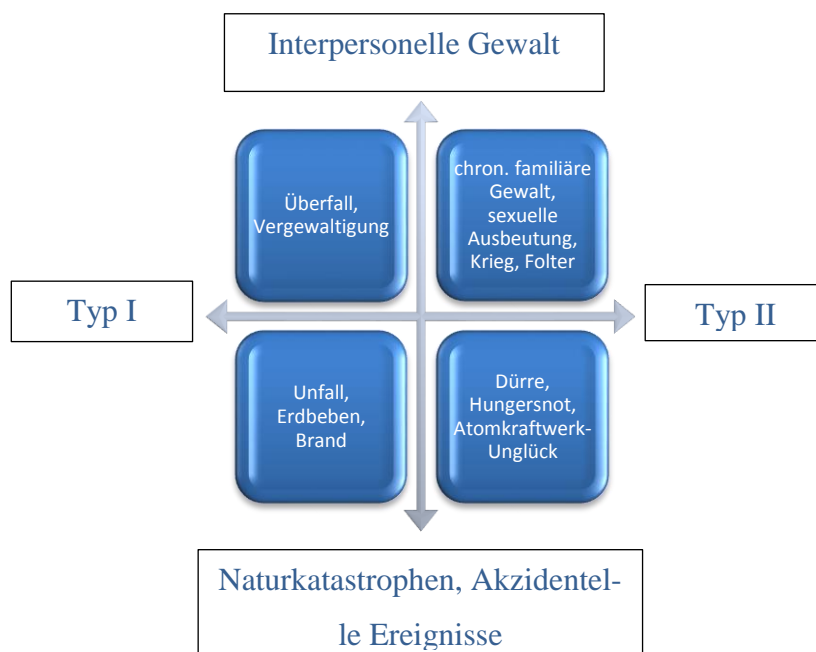 Interpersonelle Gewalt
Überfall,
Vergewaltigung
chron. familiäre
Gewalt,
sexuelle
Ausbeutung,
Krieg, Folter
Typ I
Typ II
Unfall,
Erdbeben,
Brand
Dürre,
Hungersnot,
Atomkraftwerk-
Unglück
Naturkatastrophen, Akzidentel-
le Ereignisse